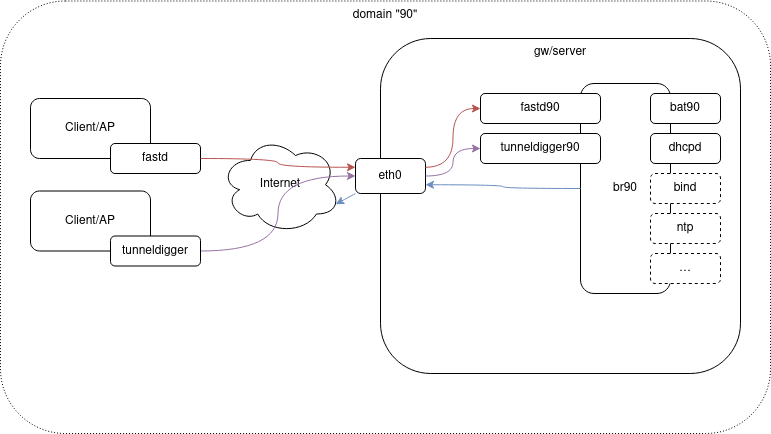 domain "90"
gw/server
Client/AP
fastd
Client/AP
tunneldigger
Internet
eth0
fastd90
tunneldigger90
br90
bat90
dhcpd
bind
ntp
...